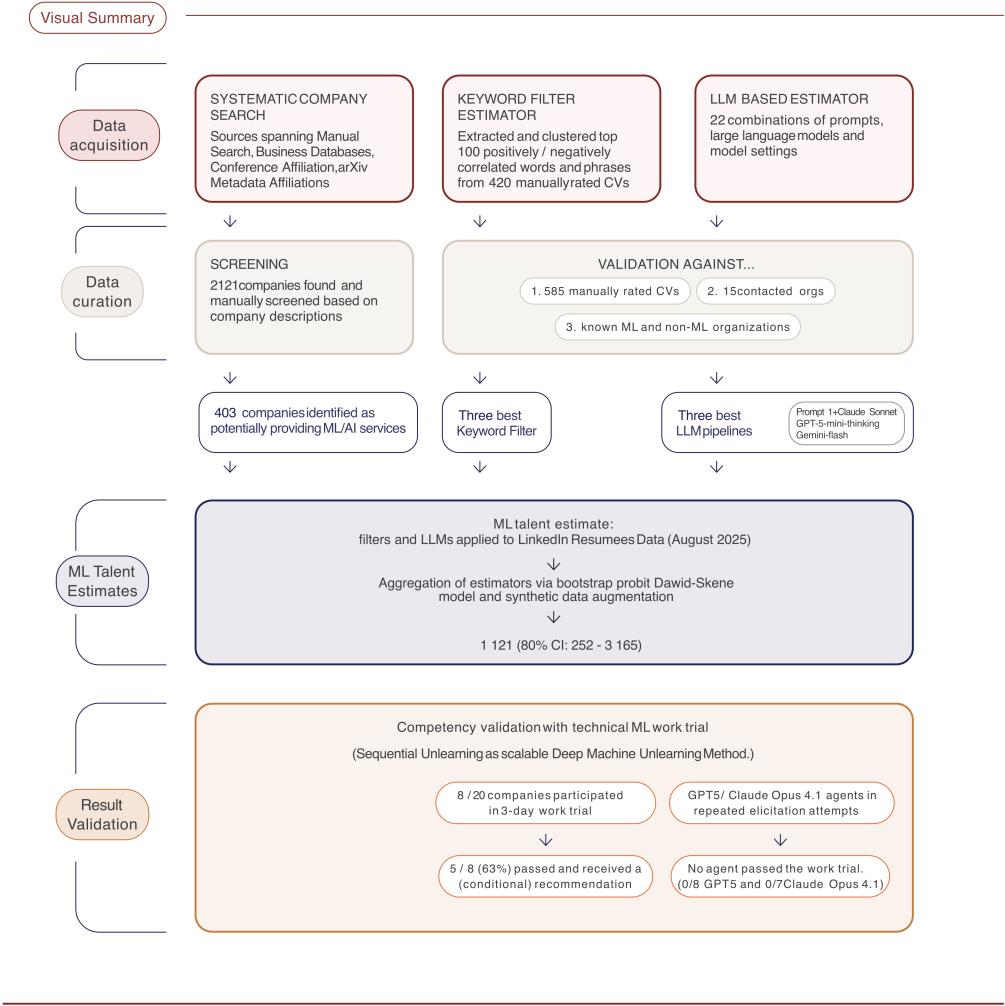 Visual Summary
Data
acquisition
SYSTEMATIC COMPANY
SEARCH
Sources spanning Manual
Search, Business Databases,
Conference Affiliation, arXiv
Metadata Affiliations
KEYWORD FILTER
ESTIMATOR
Extracted and clustered top
100 positively / negatively
correlated words and phrases
from 420 manually rated CVs
LLM BASED ESTIMATOR
22 combinations of prompts,
large language models and
model settings
Data
curation
SCREENING
2121 companies found and
manually screened based on
company descriptions
VALIDATION AGAINST...
1. 585 manually rated CVs
2. 15 contacted orgs
3. known ML and non-ML organizations
403 companies identified as
potentially providing ML/AI services
Three best
Keyword Filter
Three best
LLM pipelines
Prompt 1+Claude Sonnet
GPT-5-mini-thinking
Gemini-flash
ML Talent
Estimates
ML talent estimate:
filters and LLMs applied to LinkedIn Resumees Data (August 2025)
Aggregation of estimators via bootstrap probit Dawid-Skene
model and synthetic data augmentation
1 121 (80% CI: 252 - 3 165)
Result
Validation
Competency validation with technical ML work trial
(Sequential Unlearning as scalable Deep Machine Unlearning Method.)
8 / 20 companies participated
in 3-day work trial
5 / 8 (63%) passed and received a
(conditional) recommendation
GPT5/ Claude Opus 4.1 agents in
repeated elicitation attempts
No agent passed the work trial.
(0/8 GPT5 and 0/7 Claude Opus 4.1)